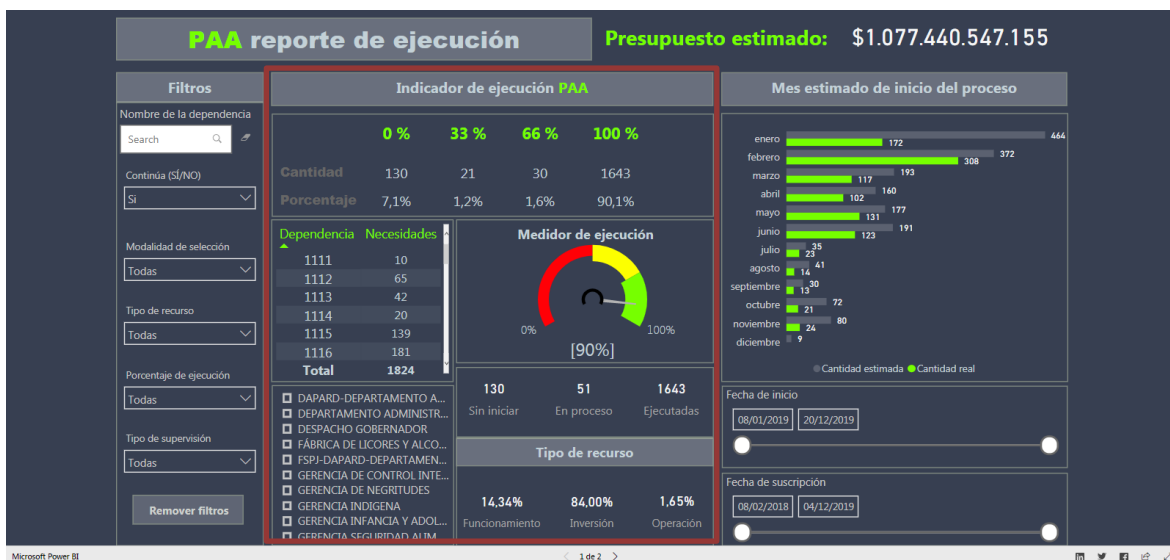 PAA reporte de ejecución
Presupuesto estimado: $1.077.440.547.155
Filtros
Nombre de la dependencia
Search
Continúa (SÍ/NO)
Si
Modalidad de selección
Todas
Tipo de recurso
Todas
Porcentaje de ejecución
Todas
Tipo de supervisión
Todas
Remover filtros
Indicador de ejecución PAA
0 % 33 % 66 % 100 %
Cantidad 130 21 30 1643
Porcentaje 7,1% 1,2% 1,6% 90,1%
Dependencia Necesidades
1111 10
1112 65
1113 42
1114 20
1115 139
1116 181
Total 1824
Medidor de ejecución
0% 100%
[90%]
DAPARD-DEPARTAMENTO A...
DEPARTAMENTO ADMINISTR...
DESPACHO GOBERNADOR
FÁBRICA DE LICORES Y ALCO...
FSPJ-DAPARD-DEPARTAMEN...
GERENCIA DE CONTROL INTE...
GERENCIA DE NEGRITUDES
GERENCIA INDIGENA
GERENCIA INFANCIA Y ADOL...
GERENCIA SEGURIDAD ALIM...
130 51 1643
Sin iniciar En proceso Ejecutadas
Tipo de recurso
14,34% 84,00% 1,65%
Funcionamiento Inversión Operación
Mes estimado de inicio del proceso
enero 464 172
febrero 372 308
marzo 193 117
abril 160 102
mayo 177 131
junio 191 123
julio 35 23
agosto 41 14
septiembre 30 13
octubre 72 21
noviembre 80 24
diciembre 9
Cantidad estimada Cantidad real
Fecha de inicio
08/01/2019 20/12/2019
Fecha de suscripción
08/02/2018 04/12/2019
Microsoft Power BI
1 de 2